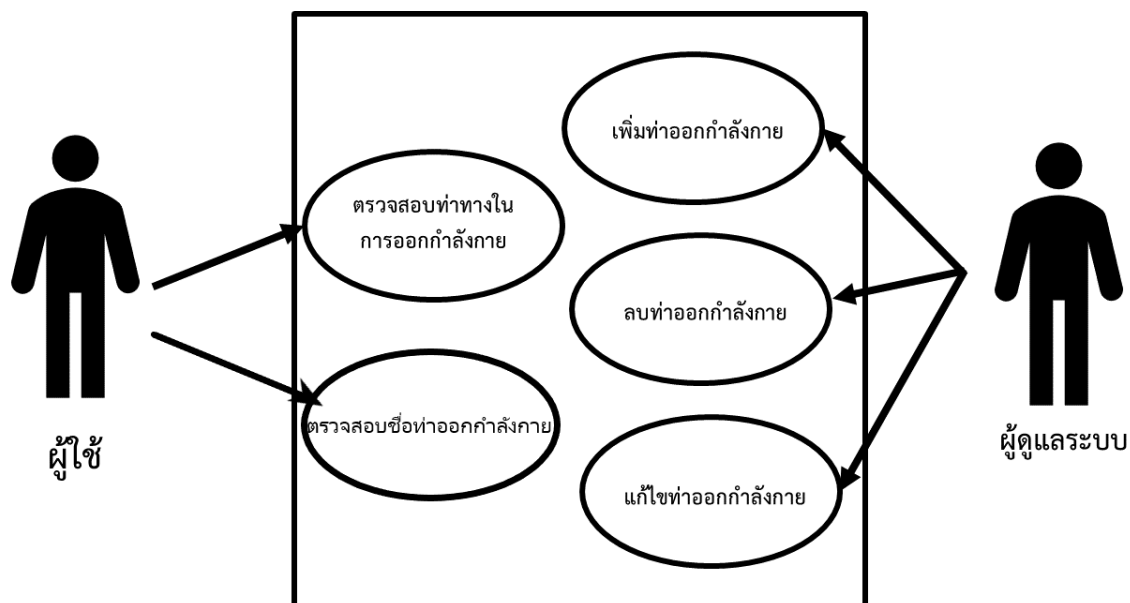 เพิ่มท่าออกกำลังกาย
ตรวจสอบท่าทางใน
การออกกำลังกาย
ลบท่าออกกำลังกาย
ตรวจสอบชื่อท่าออกกำลังกาย
แก้ไขท่าออกกำลังกาย
ผู้ใช้
ผู้ดูแลระบบ